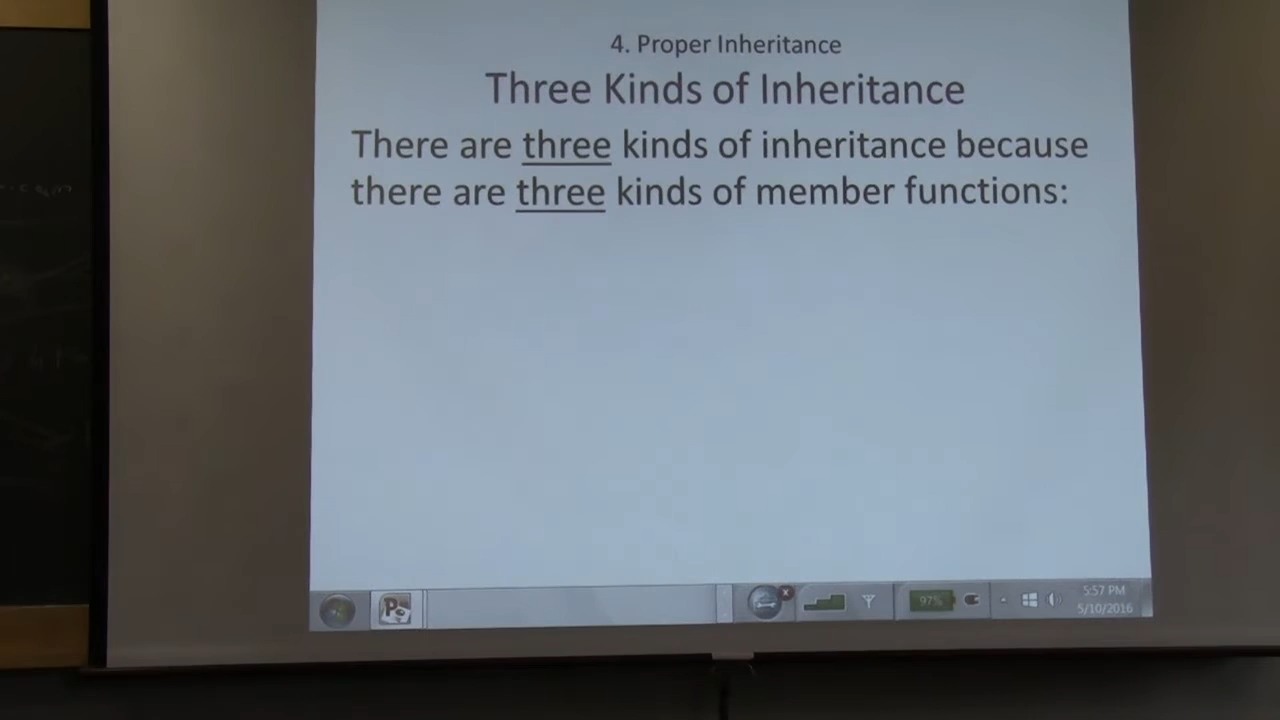 4. Proper Inheritance
Three Kinds of Inheritance
There are three kinds of inheritance because
there are three kinds of member functions:
97%
5:57 PM
5/10/2016